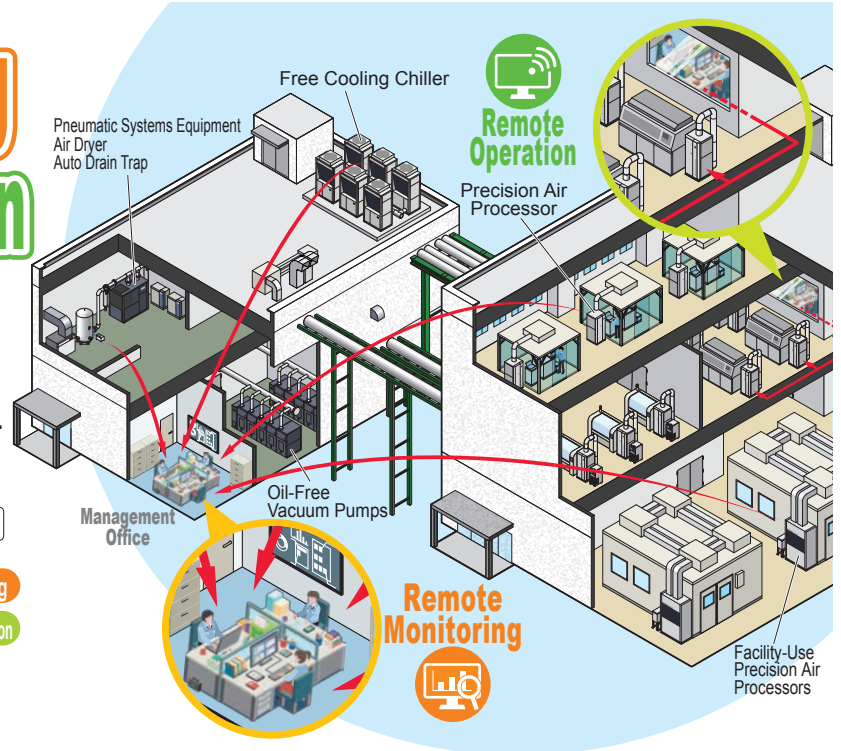 Free Cooling Chiller
Pneumatic Systems Equipment
Air Dryer
Auto Drain Trap
Remote
Operation
Precision Air
Processor
Oil-Free
Vacuum Pumps
Management
Office
Remote
Monitoring
Facility-Use
Precision Air
Processors